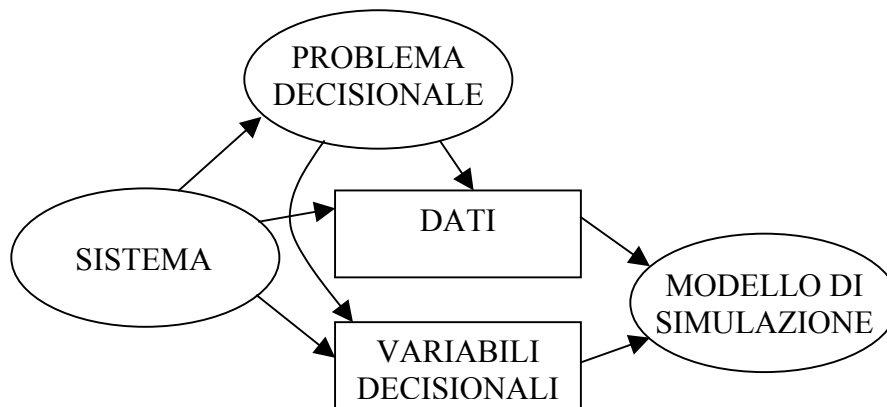 PROBLEMA
DECISIONALE
DATI
SISTEMA
MODELLO DI
SIMULAZIONE
VARIABILI
DECISIONALI